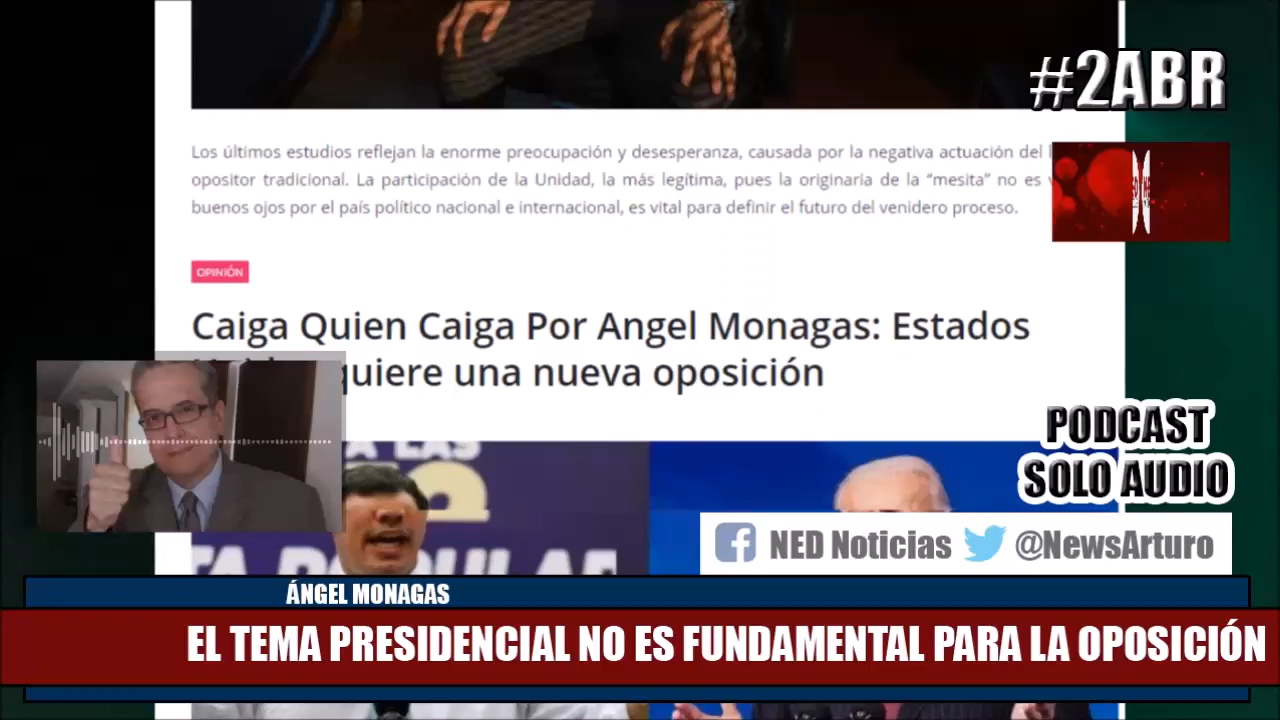 #2ABR
Los últimos estudios reflejan la enorme preocupación y desesperanza, causada por la negativa actuación del
opositor tradicional. La participación de la Unidad, la más legítima, pues la originaria de la “mesita” no es
buenos ojos por el país político nacional e internacional, es vital para definir el futuro del venidero proceso.
OPINIÓN
Caiga Quien Caiga Por Angel Monagas: Estados
quiere una nueva oposición
A LAS
TA POPULAR
PODCAST
SOLO AUDIO
NED Noticias @NewsArturo
ÁNGEL MONAGAS
EL TEMA PRESIDENCIAL NO ES FUNDAMENTAL PARA LA OPOSICIÓN